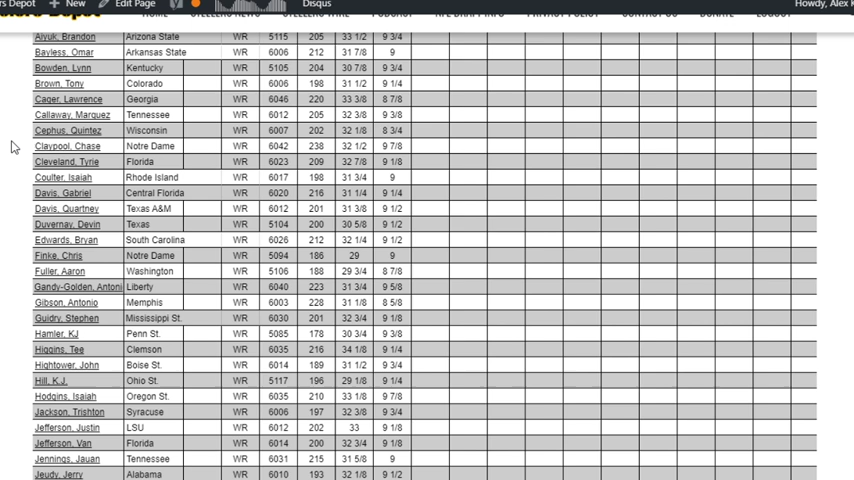 s Depot New Edit Page Disqus Howdy, Alex K
Aiyuk, Brandon Arizona State WR 5115 205 33 1/2 9 3/4
Bayless, Omar Arkansas State WR 6006 212 31 7/8 9
Bowden, Lynn Kentucky WR 5105 204 30 7/8 9 3/4
Brown, Tony Colorado WR 6006 198 31 1/2 9 1/4
Cager, Lawrence Georgia WR 6046 220 33 3/8 8 7/8
Callaway, Marquez Tennessee WR 6012 205 32 3/8 9 3/8
Cephus, Quintez Wisconsin WR 6007 202 32 1/8 8 3/4
Claypool, Chase Notre Dame WR 6042 238 32 1/2 9 7/8
Cleveland, Tyrie Florida WR 6023 209 32 7/8 9 1/8
Coulter, Isaiah Rhode Island WR 6017 198 31 3/4 9
Davis, Gabriel Central Florida WR 6020 216 31 1/4 9 1/4
Davis, Quartney Texas A&M WR 6012 201 31 3/8 9 1/2
Duvernay, Devin Texas WR 5104 200 30 5/8 9 1/2
Edwards, Bryan South Carolina WR 6026 212 32 1/4 9 1/2
Finke, Chris Notre Dame WR 5094 186 29 9
Fuller, Aaron Washington WR 5106 188 29 3/4 8 7/8
Gandy-Golden, Antoni Liberty WR 6040 223 31 3/4 9 5/8
Gibson, Antonio Memphis WR 6003 228 31 1/8 8 5/8
Guidry, Stephen Mississippi St. WR 6030 201 32 3/4 9 1/8
Hamler, KJ Penn St. WR 5085 178 30 3/4 9 3/8
Higgins, Tee Clemson WR 6035 216 34 1/8 9 1/4
Hightower, John Boise St. WR 6014 189 31 1/2 9 3/8
Hill, K.J. Ohio St. WR 5117 196 29 1/8 9 1/4
Hodgins, Isaiah Oregon St. WR 6035 210 33 1/8 9 7/8
Jackson, Trishton Syracuse WR 6006 197 32 3/8 9 3/4
Jefferson, Justin LSU WR 6012 202 33 9 1/8
Jefferson, Van Florida WR 6014 200 32 3/4 9 1/8
Jennings, Jauan Tennessee WR 6031 215 31 5/8 9
Jeudy, Jerry Alabama WR 6010 193 32 1/8 9 1/2